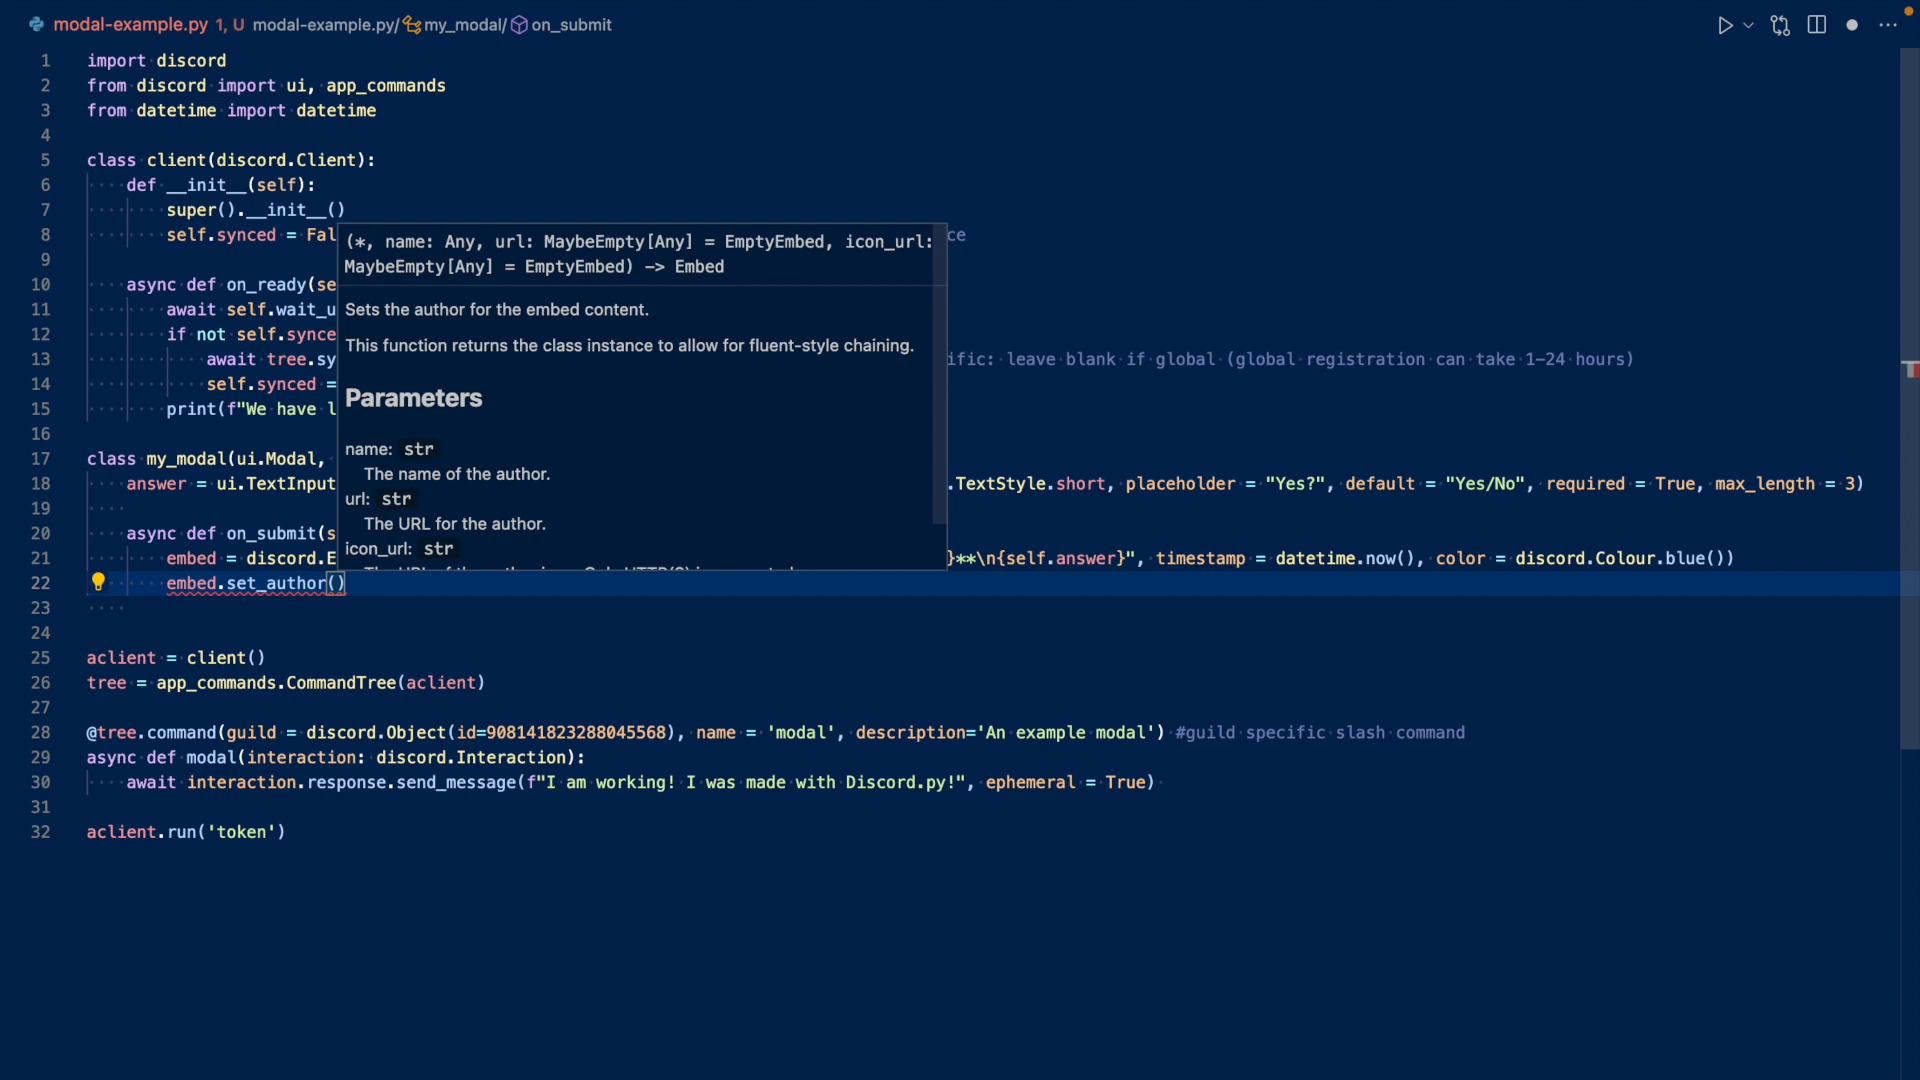 modal-example.py 1, U modal-example.py/ my_modal/ on_submit
1 import discord
2 from discord import ui, app_commands
3 from datetime import datetime
4
5 class client(discord.Client):
6 def __init__(self):
7 super().__init__()
8 self.synced = Fal ce
9
10 async def on_ready(se
11 await self.wait_u
12 if not self.synce
13 await tree.sy ific: leave blank if global (global registration can take 1-24 hours)
14 self.synced =
15 print(f"We have l
16
17 class my_modal(ui.Modal,
18 answer = ui.TextInput .TextStyle.short, placeholder = "Yes?", default = "Yes/No", required = True, max_length = 3)
19
20 async def on_submit(s
21 embed = discord.E }**\n{self.answer}", timestamp = datetime.now(), color = discord.Colour.blue())
22 embed.set_author()
23
24
25 aclient = client()
26 tree = app_commands.CommandTree(aclient)
27
28 @tree.command(guild = discord.Object(id=908141823288045568), name = 'modal', description='An example modal') #guild specific slash command
29 async def modal(interaction: discord.Interaction):
30 await interaction.response.send_message(f"I am working! I was made with Discord.py!", ephemeral = True)
31
32 aclient.run('token')
(*, name: Any, url: MaybeEmpty[Any] = EmptyEmbed, icon_url:
MaybeEmpty[Any] = EmptyEmbed) -> Embed
Sets the author for the embed content.
This function returns the class instance to allow for fluent-style chaining.
Parameters
name: str
The name of the author.
url: str
The URL for the author.
icon_url: str